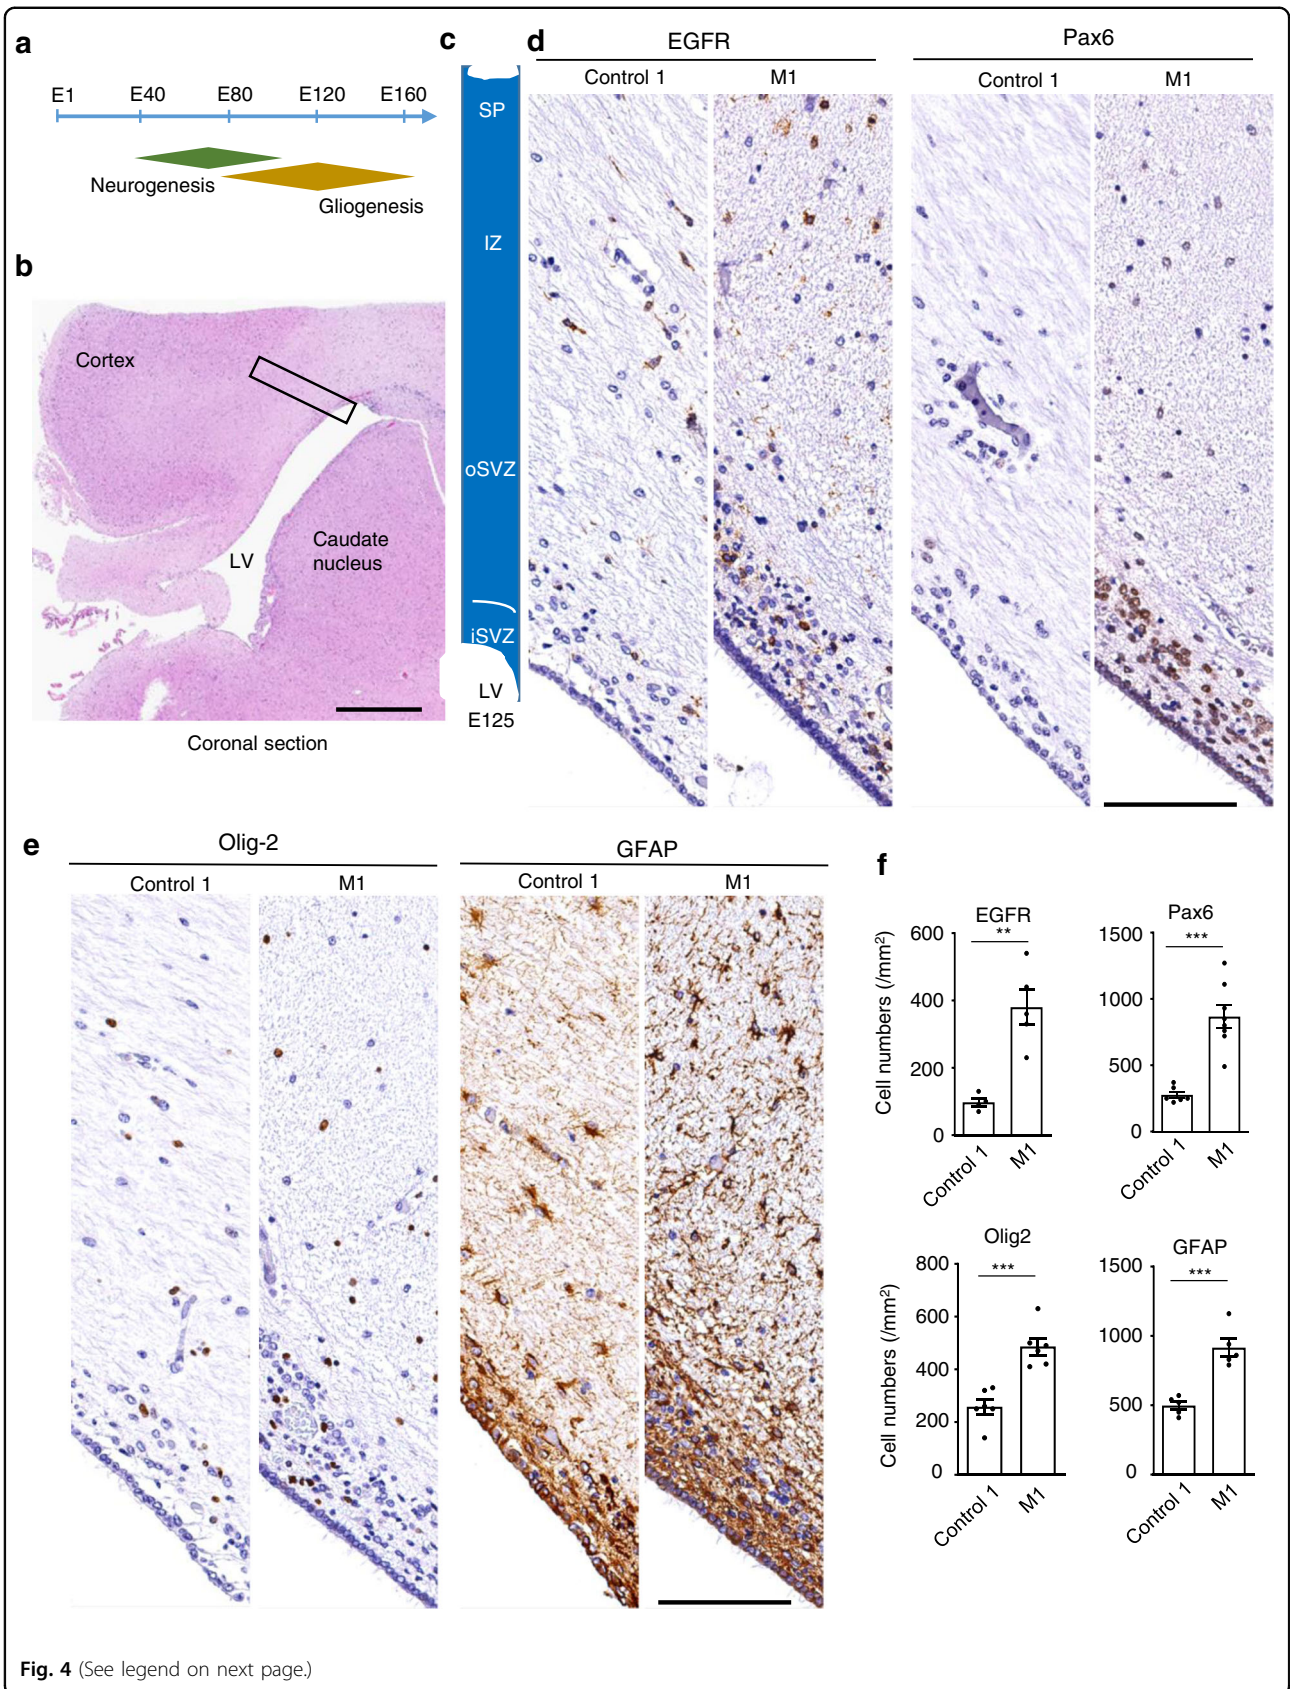 a
E1 E40 E80 E120 E160
Neurogenesis
Gliogenesis
b
Cortex
LV
Caudate
nucleus
Coronal section
c
SP
IZ
oSVZ
iSVZ
LV
E125
d
EGFR
Control 1 M1
Pax6
Control 1 M1
e
Olig-2
Control 1 M1
GFAP
Control 1 M1
f
EGFR
**
Cell numbers (/mm²)
600
400
200
0
Control 1 M1
Pax6
***
1500
1000
500
0
Control 1 M1
Olig2
***
Cell numbers (/mm²)
800
600
400
200
0
Control 1 M1
GFAP
***
1500
1000
500
0
Control 1 M1
Fig. 4 (See legend on next page.)